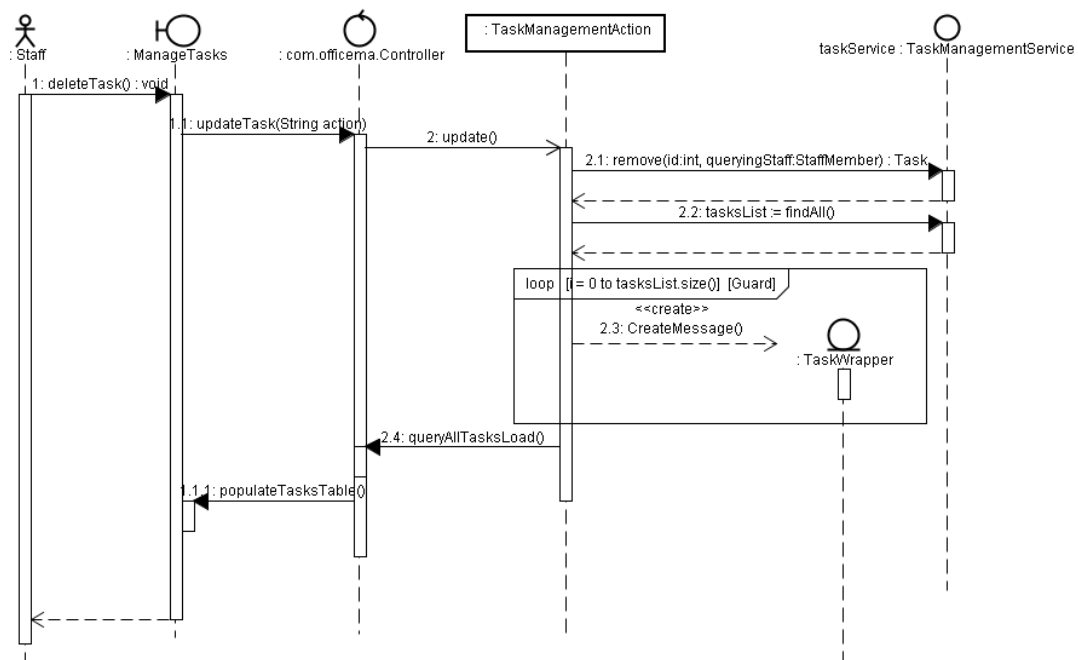 : TaskManagementAction
: Staff
: ManageTasks
: com.officema.Controller
taskService : TaskManagementService
1: deleteTask() : void
1.1: updateTask(String action)
2: update()
2.1: remove(id:int, queryingStaff:StaffMember) : Task
2.2: tasksList := findAll()
loop [i = 0 to tasksList.size()] [Guard]
<<create>>
2.3: CreateMessage()
: TaskWrapper
2.4: queryAllTasksLoad()
1.1.1: populateTasksTable()